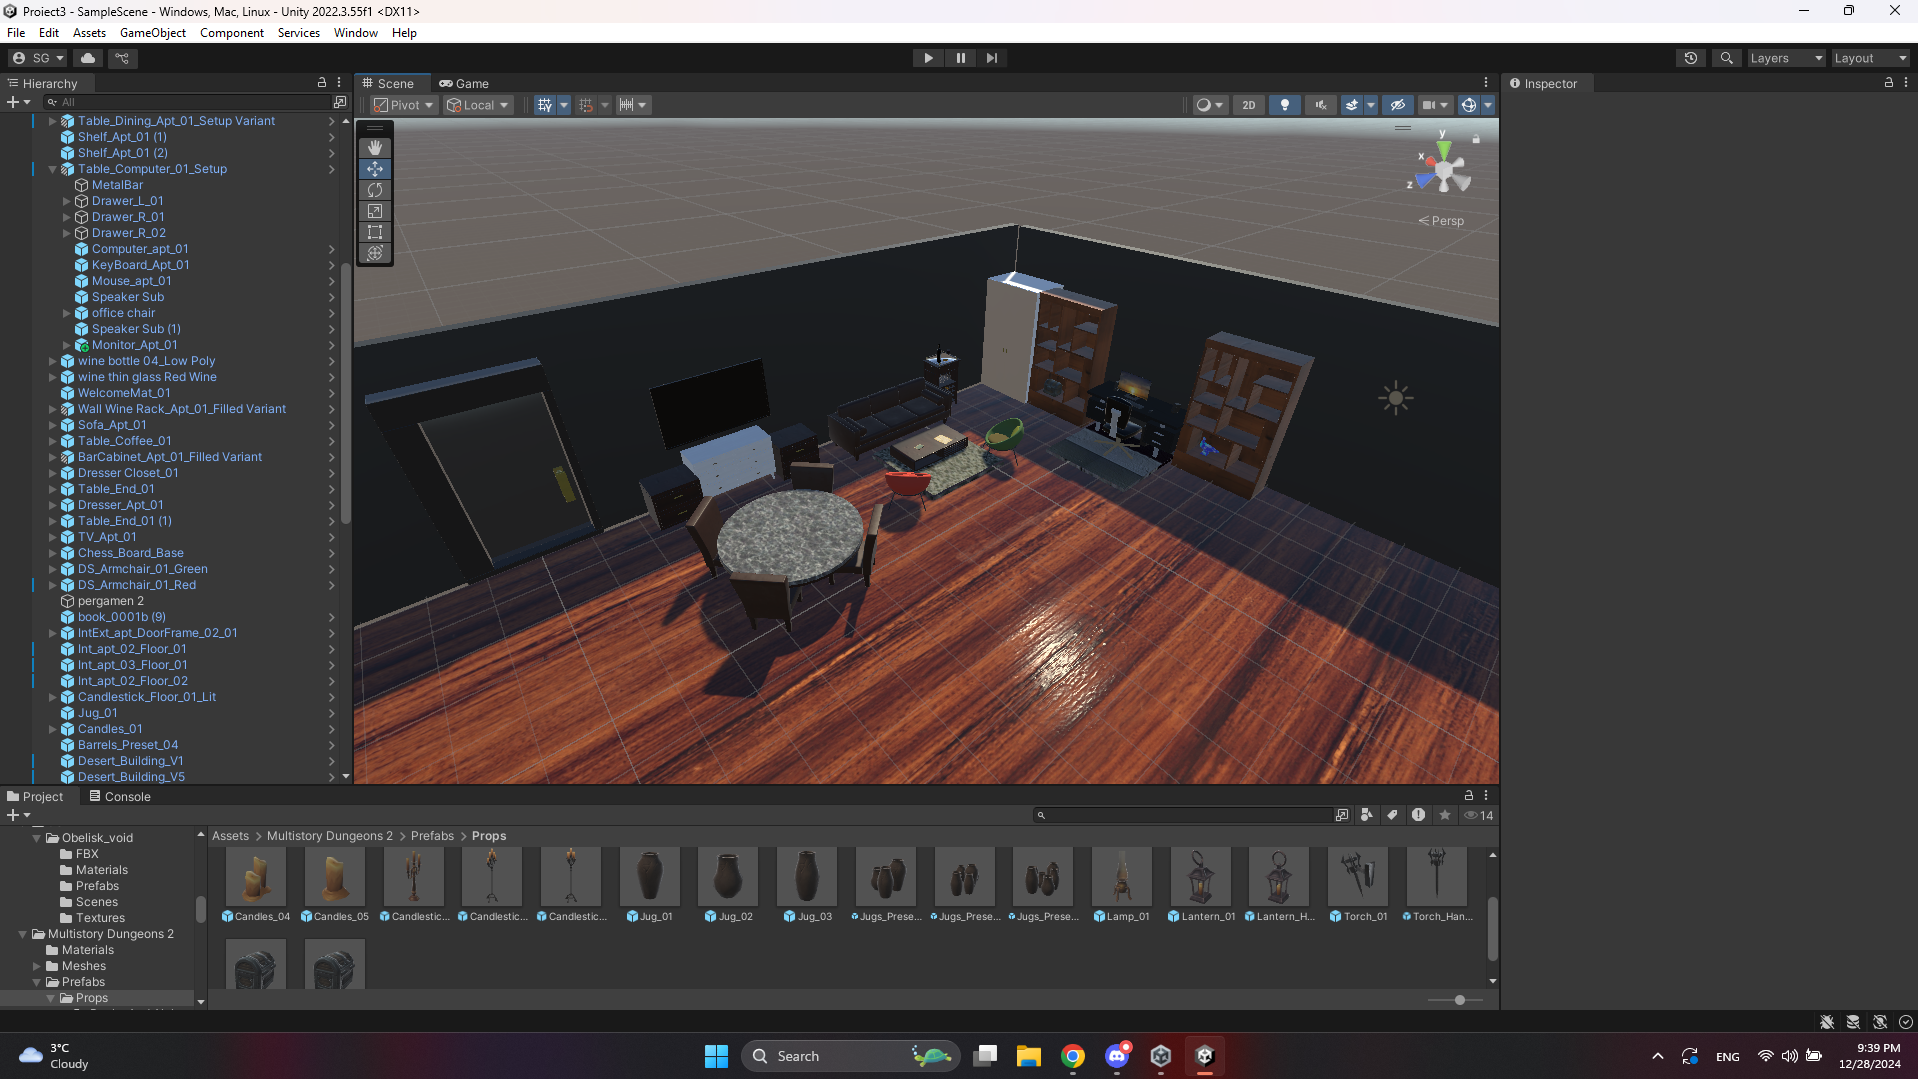 Project3 - SampleScene - Windows, Mac, Linux - Unity 2022.3.55f1 <DX11>
File Edit Assets GameObject Component Services Window Help
SG
Layers Layout
Hierarchy
Scene Game
Inspector
All
Pivot Local
2D
Table_Dining_Apt_01_Setup Variant
Shelf_Apt_01 (1)
Shelf_Apt_01 (2)
Table_Computer_01_Setup
MetalBar
Drawer_L_01
Drawer_R_01
Drawer_R_02
Computer_apt_01
KeyBoard_Apt_01
Mouse_apt_01
Speaker Sub
office chair
Speaker Sub (1)
Monitor_Apt_01
wine bottle 04_Low Poly
wine thin glass Red Wine
WelcomeMat_01
Wall Wine Rack_Apt_01_Filled Variant
Sofa_Apt_01
Table_Coffee_01
BarCabinet_Apt_01_Filled Variant
Dresser Closet_01
Table_End_01
Dresser_Apt_01
Table_End_01 (1)
TV_Apt_01
Chess_Board_Base
DS_Armchair_01_Green
DS_Armchair_01_Red
pergamen 2
book_0001b (9)
IntExt_apt_DoorFrame_02_01
Int_apt_02_Floor_01
Int_apt_03_Floor_01
Int_apt_02_Floor_02
Candlestick_Floor_01_Lit
Jug_01
Candles_01
Barrels_Preset_04
Desert_Building_V1
Desert_Building_V5
y
x
z
Persp
Project Console
14
Obelisk_void
FBX
Materials
Prefabs
Scenes
Textures
Multistory Dungeons 2
Materials
Meshes
Prefabs
Props
Assets > Multistory Dungeons 2 > Prefabs > Props
Candles_04 Candles_05 Candlestic... Candlestic... Candlestic... Jug_01 Jug_02 Jug_03 Jugs_Prese... Jugs_Prese... Jugs_Prese... Lamp_01 Lantern_01 Lantern_H... Torch_01 Torch_Han...
3°C
Cloudy
Search
ENG
9:39 PM
12/28/2024